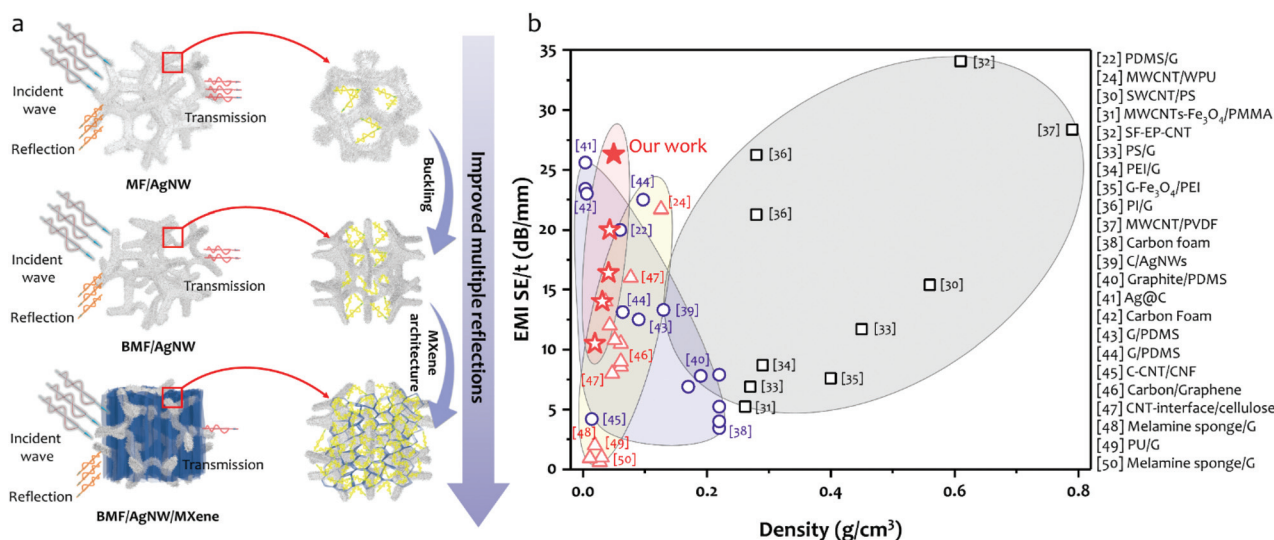 a
Incident
wave
Reflection
Transmission
MF/AgNW
Buckling
Incident
wave
Reflection
Transmission
BMF/AgNW
MXene
architecture
Incident
wave
Reflection
Transmission
BMF/AgNW/MXene
Improved multiple reflections
b
EMI SE/t (dB/mm)
35
30
25
20
15
10
5
0
0.0
0.2
0.4
0.6
0.8
Density (g/cm³)
Our work
[41]
[42]
[44]
[24]
[22]
[47]
[44]
[43]
[39]
[46]
[47]
[40]
[45]
[38]
[48]
[49]
[50]
[32]
[37]
[36]
[36]
[30]
[33]
[34]
[33]
[35]
[31]
[22] PDMS/G
[24] MWCNT/WPU
[30] SWCNT/PS
[31] MWCNTs-Fe₃O₄/PMMA
[32] SF-EP-CNT
[33] PS/G
[34] PEI/G
[35] G-Fe₃O₄/PEI
[36] PI/G
[37] MWCNT/PVDF
[38] Carbon foam
[39] C/AgNWs
[40] Graphite/PDMS
[41] Ag@C
[42] Carbon Foam
[43] G/PDMS
[44] G/PDMS
[45] C-CNT/CNF
[46] Carbon/Graphene
[47] CNT-interface/cellulose
[48] Melamine sponge/G
[49] PU/G
[50] Melamine sponge/G